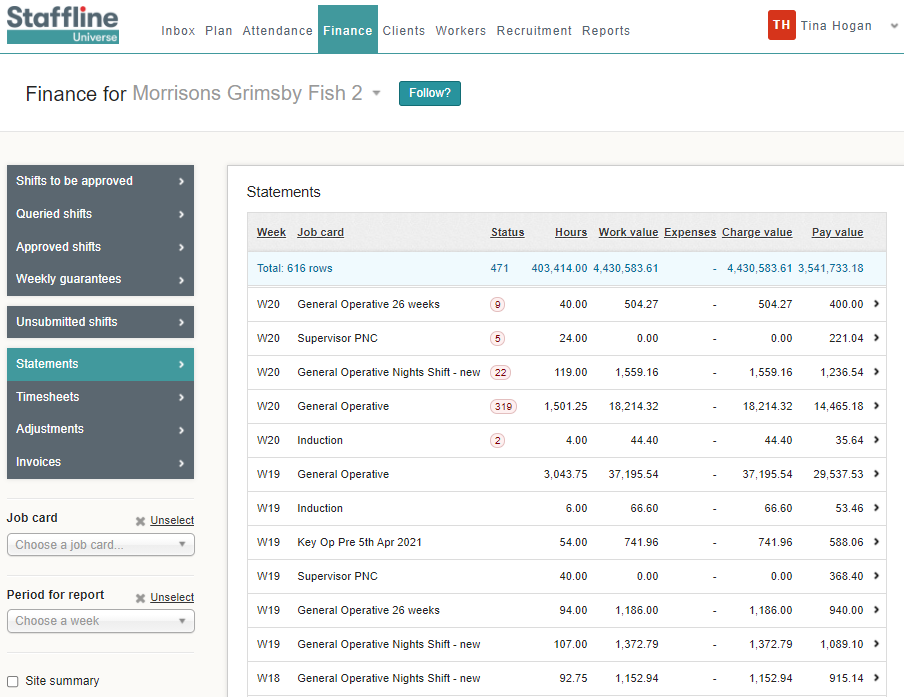 Staffline
Universe
Inbox Plan Attendance Finance Clients Workers Recruitment Reports
TH Tina Hogan
Finance for Morrisons Grimsby Fish 2
Follow?
Shifts to be approved
Queried shifts
Approved shifts
Weekly guarantees
Unsubmitted shifts
Statements
Timesheets
Adjustments
Invoices
Job card Unselect
Choose a job card...
Period for report Unselect
Choose a week
Site summary
Statements
Week Job card Status Hours Work value Expenses Charge value Pay value
Total: 616 rows 471 403,414.00 4,430,583.61 - 4,430,583.61 3,541,733.18
W20 General Operative 26 weeks 9 40.00 504.27 - 504.27 400.00
W20 Supervisor PNC 5 24.00 0.00 - 0.00 221.04
W20 General Operative Nights Shift - new 22 119.00 1,559.16 - 1,559.16 1,236.54
W20 General Operative 319 1,501.25 18,214.32 - 18,214.32 14,465.18
W20 Induction 2 4.00 44.40 - 44.40 35.64
W19 General Operative 3,043.75 37,195.54 - 37,195.54 29,537.53
W19 Induction 6.00 66.60 - 66.60 53.46
W19 Key Op Pre 5th Apr 2021 54.00 741.96 - 741.96 588.06
W19 Supervisor PNC 40.00 0.00 - 0.00 368.40
W19 General Operative 26 weeks 94.00 1,186.00 - 1,186.00 940.00
W19 General Operative Nights Shift - new 107.00 1,372.79 - 1,372.79 1,089.10
W18 General Operative Nights Shift - new 92.75 1,152.94 - 1,152.94 915.14